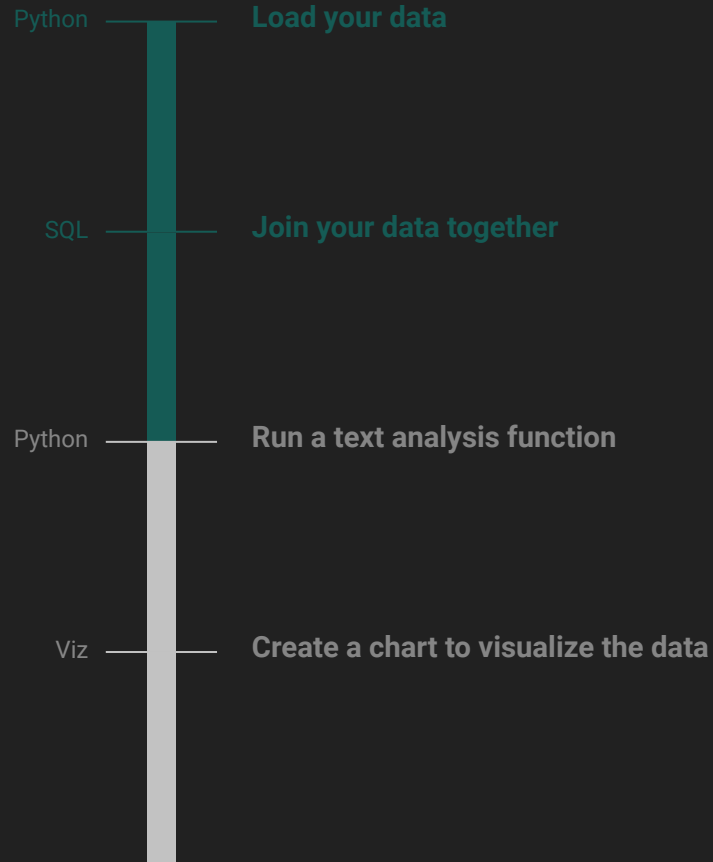 Python Load your data
SQL Join your data together
Python Run a text analysis function
Viz Create a chart to visualize the data